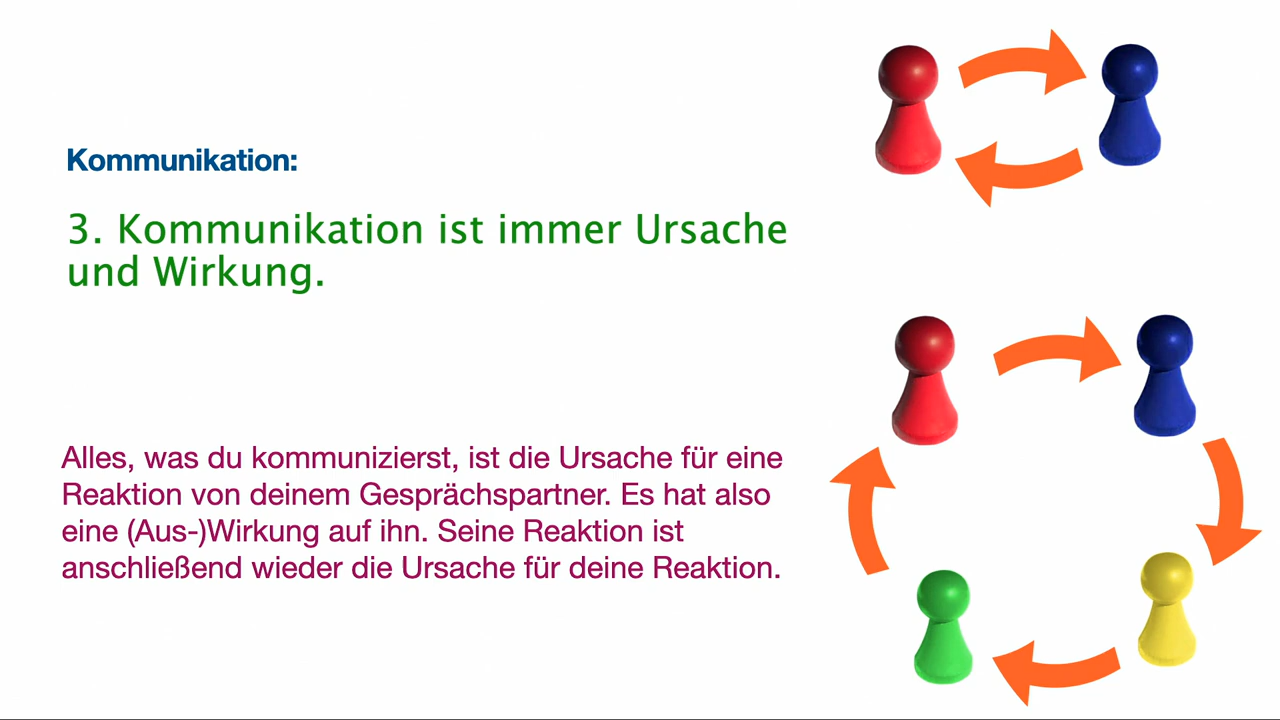 Kommunikation:
3. Kommunikation ist immer Ursache
und Wirkung.
Alles, was du kommunizierst, ist die Ursache für eine
Reaktion von deinem Gesprächspartner. Es hat also
eine (Aus-)Wirkung auf ihn. Seine Reaktion ist
anschließend wieder die Ursache für deine Reaktion.